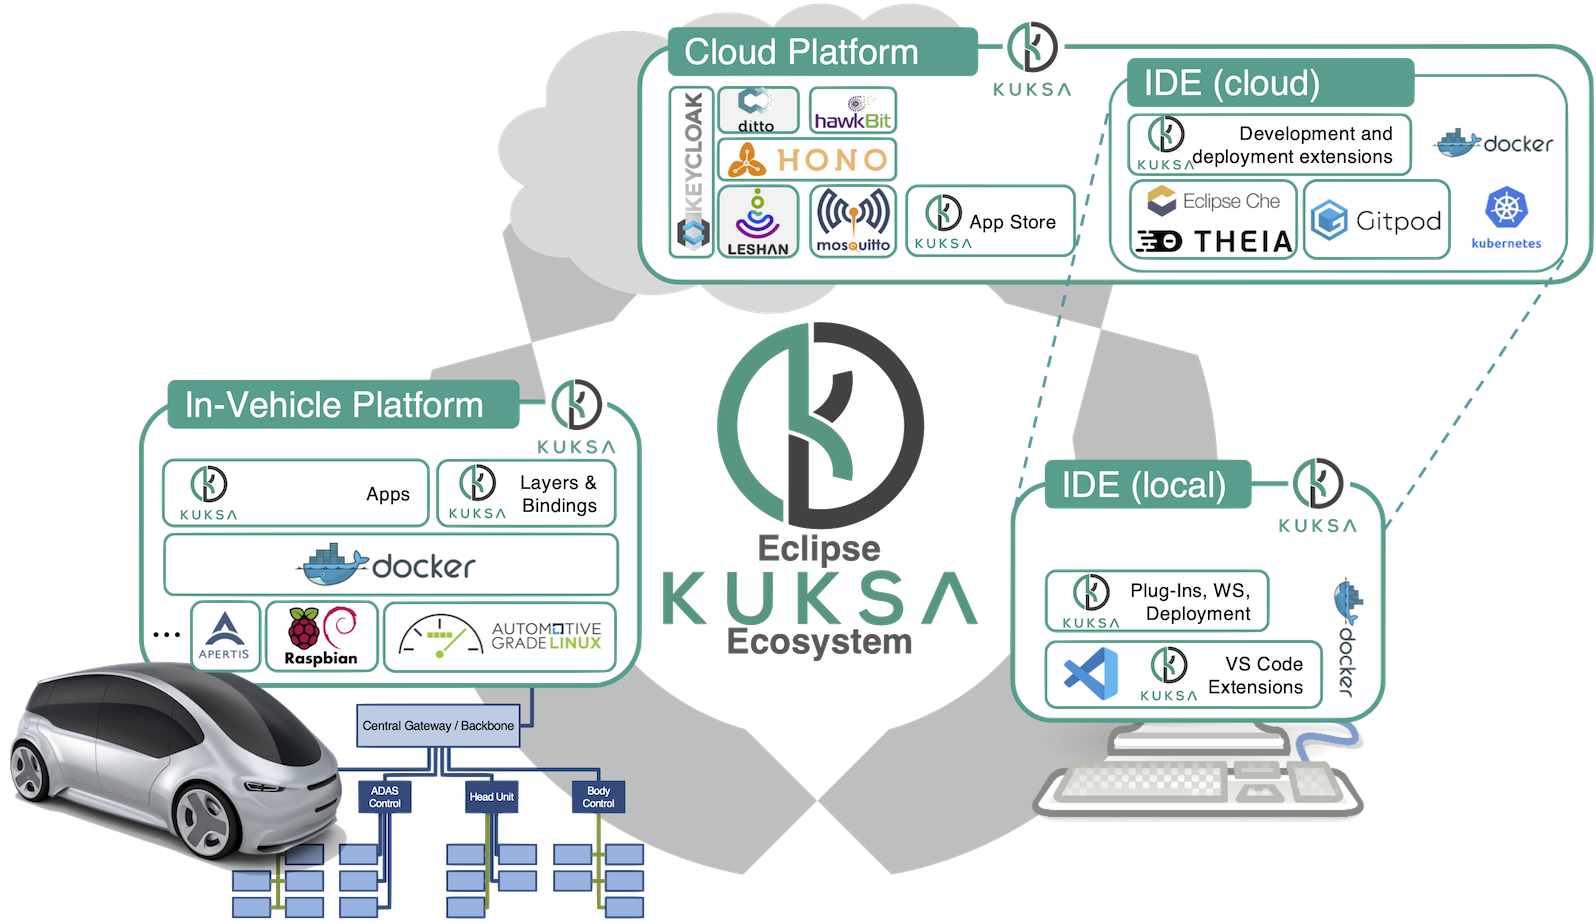 Cloud Platform
KUKSA
IDE (cloud)
KEYCLOAK
ditto
hawkBit
HONO
LESHAN
mosquitto
KUKSA
App Store
KUKSA
Development and
deployment extensions
docker
Eclipse Che
THEIA
Gitpod
kubernetes
In-Vehicle Platform
KUKSA
KUKSA
Apps
KUKSA
Layers &
Bindings
docker
...
APERTIS
Raspbian
AUTOMOTIVE
GRADE LINUX
Eclipse
KUKSA
Ecosystem
IDE (local)
KUKSA
KUKSA
Plug-Ins, WS,
Deployment
KUKSA
VS Code
Extensions
docker
Central Gateway / Backbone
ADAS
Control
Head Unit
Body
Control